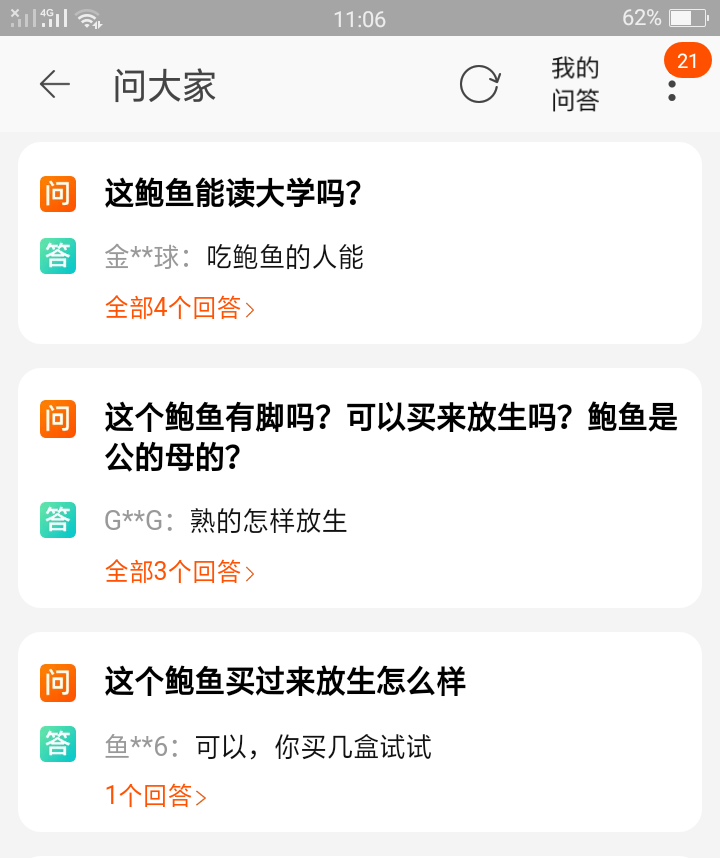 4G 11:06 62%
问大家 我的
问答 21
问 这鲍鱼能读大学吗?
答 金**球：吃鲍鱼的人能
全部4个回答>
问 这个鲍鱼有脚吗？可以买来放生吗？鲍鱼是
公的母的?
答 G**G：熟的怎样放生
全部3个回答>
问 这个鲍鱼买过来放生怎么样
答 鱼**6：可以，你买几盒试试
1个回答>